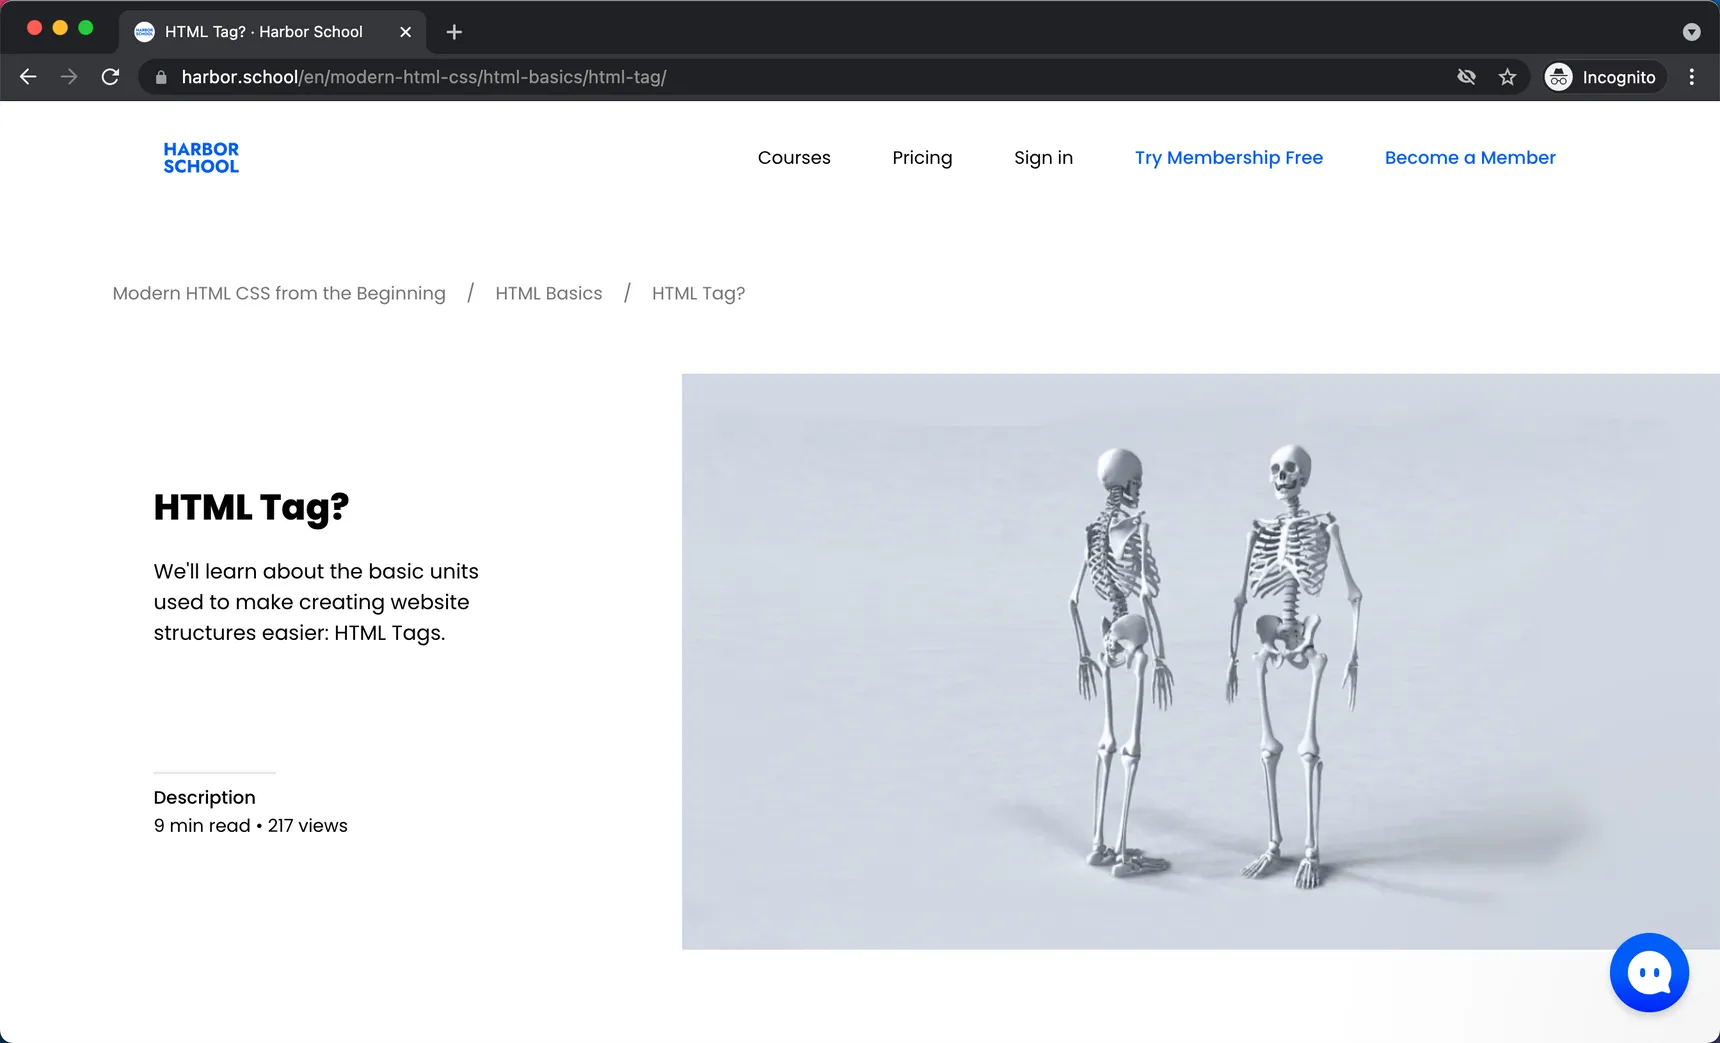 HTML Tag? · Harbor School
harbor.school/en/modern-html-css/html-basics/html-tag/
Incognito
HARBOR
SCHOOL
Courses
Pricing
Sign in
Try Membership Free
Become a Member
Modern HTML CSS from the Beginning / HTML Basics / HTML Tag?
HTML Tag?
We'll learn about the basic units
used to make creating website
structures easier: HTML Tags.
Description
9 min read • 217 views